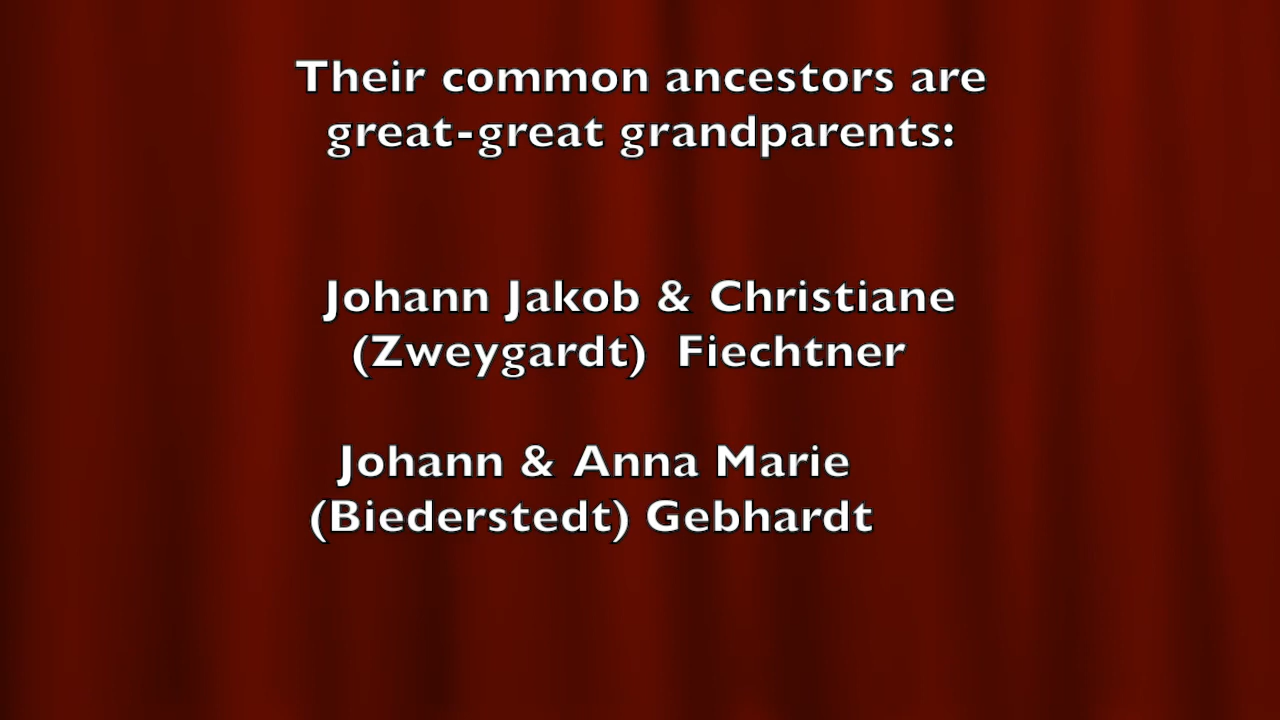 Their common ancestors are
great-great grandparents:
Johann Jakob & Christiane
(Zweygardt) Fiechtner
Johann & Anna Marie
(Biederstedt) Gebhardt